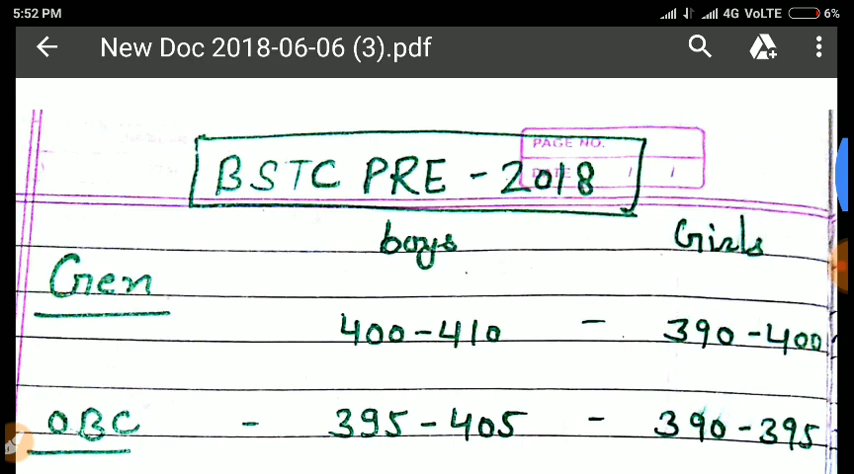 5:52 PM 4G VoLTE 6%
New Doc 2018-06-06 (3).pdf
PAGE NO.
DATE / /
BSTC PRE - 2018
boys Girls
Gen
400-410 - 390-400
OBC - 395-405 - 390-395